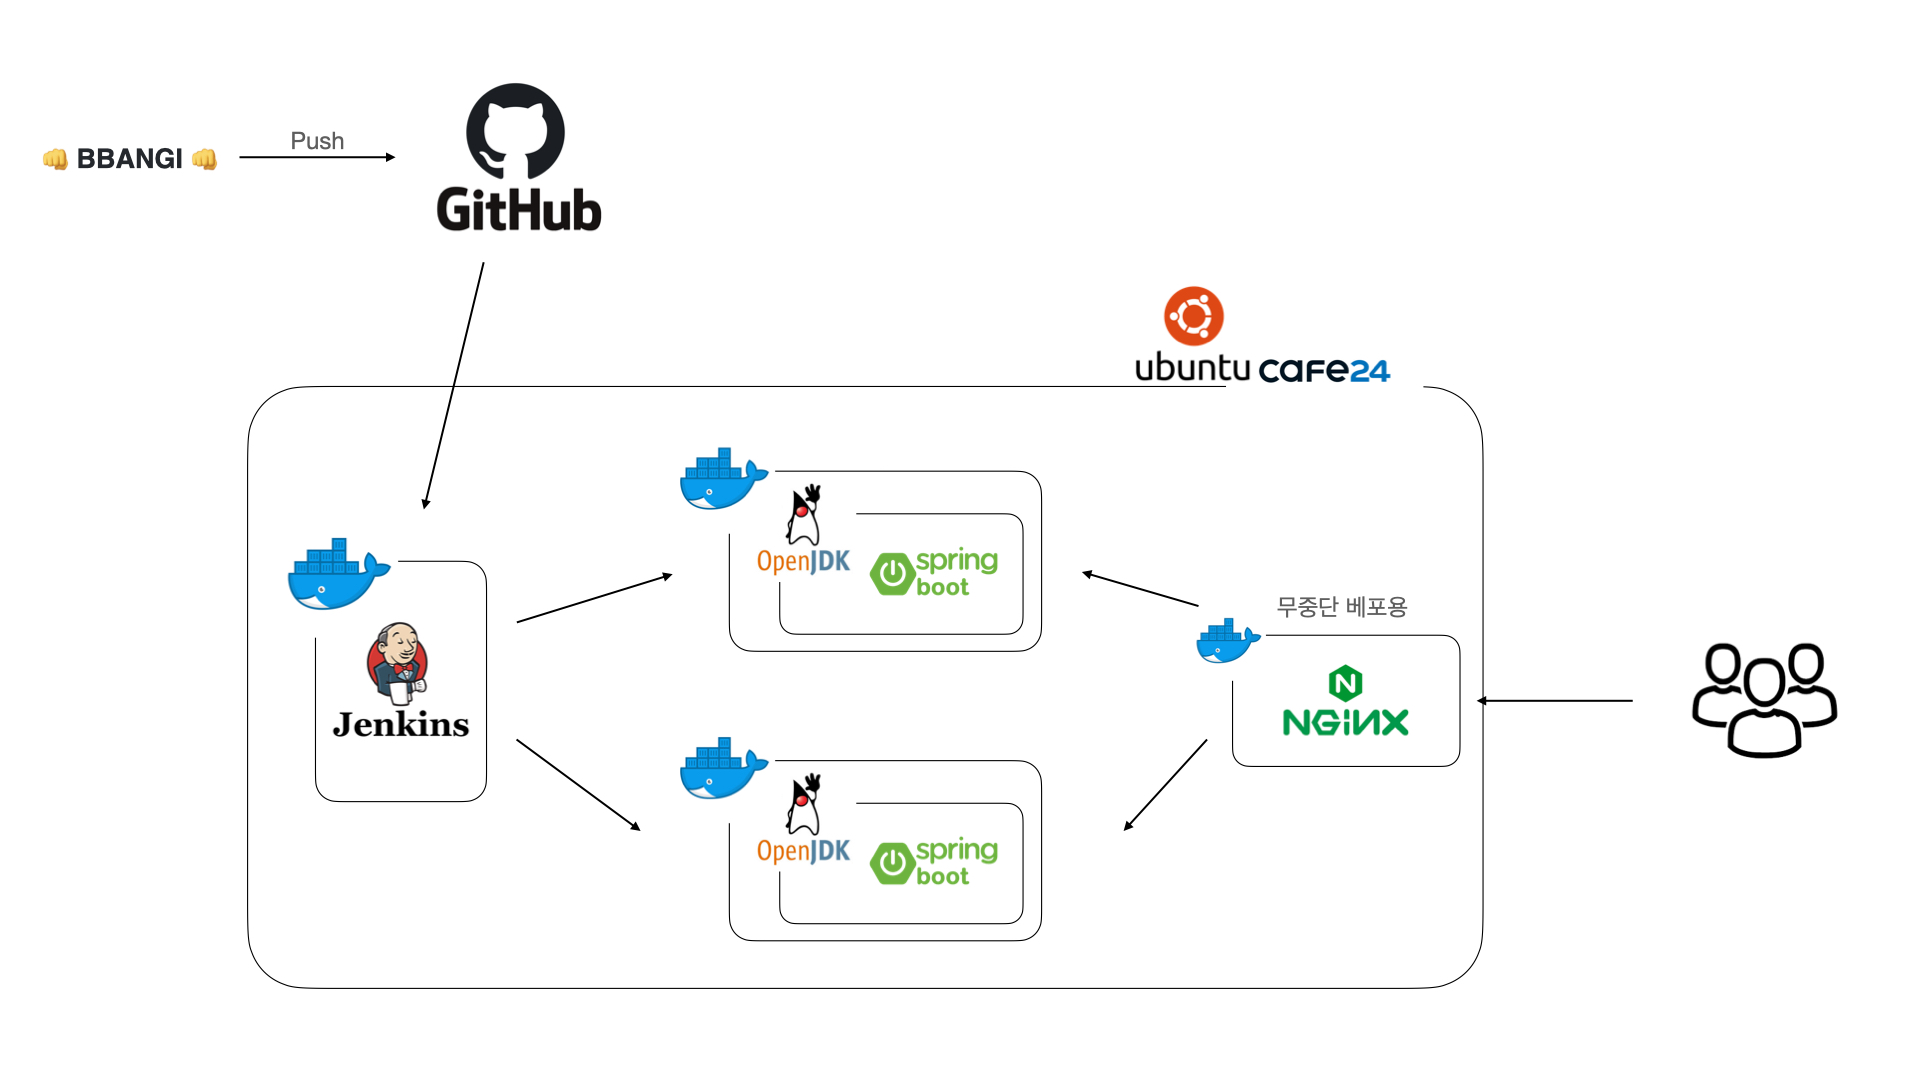 👊 BBANGI 👊
Push
GitHub
ubuntu
CAFE24
OpenJDK
spring
boot
무중단 베포용
Jenkins
NGINX
OpenJDK
spring
boot